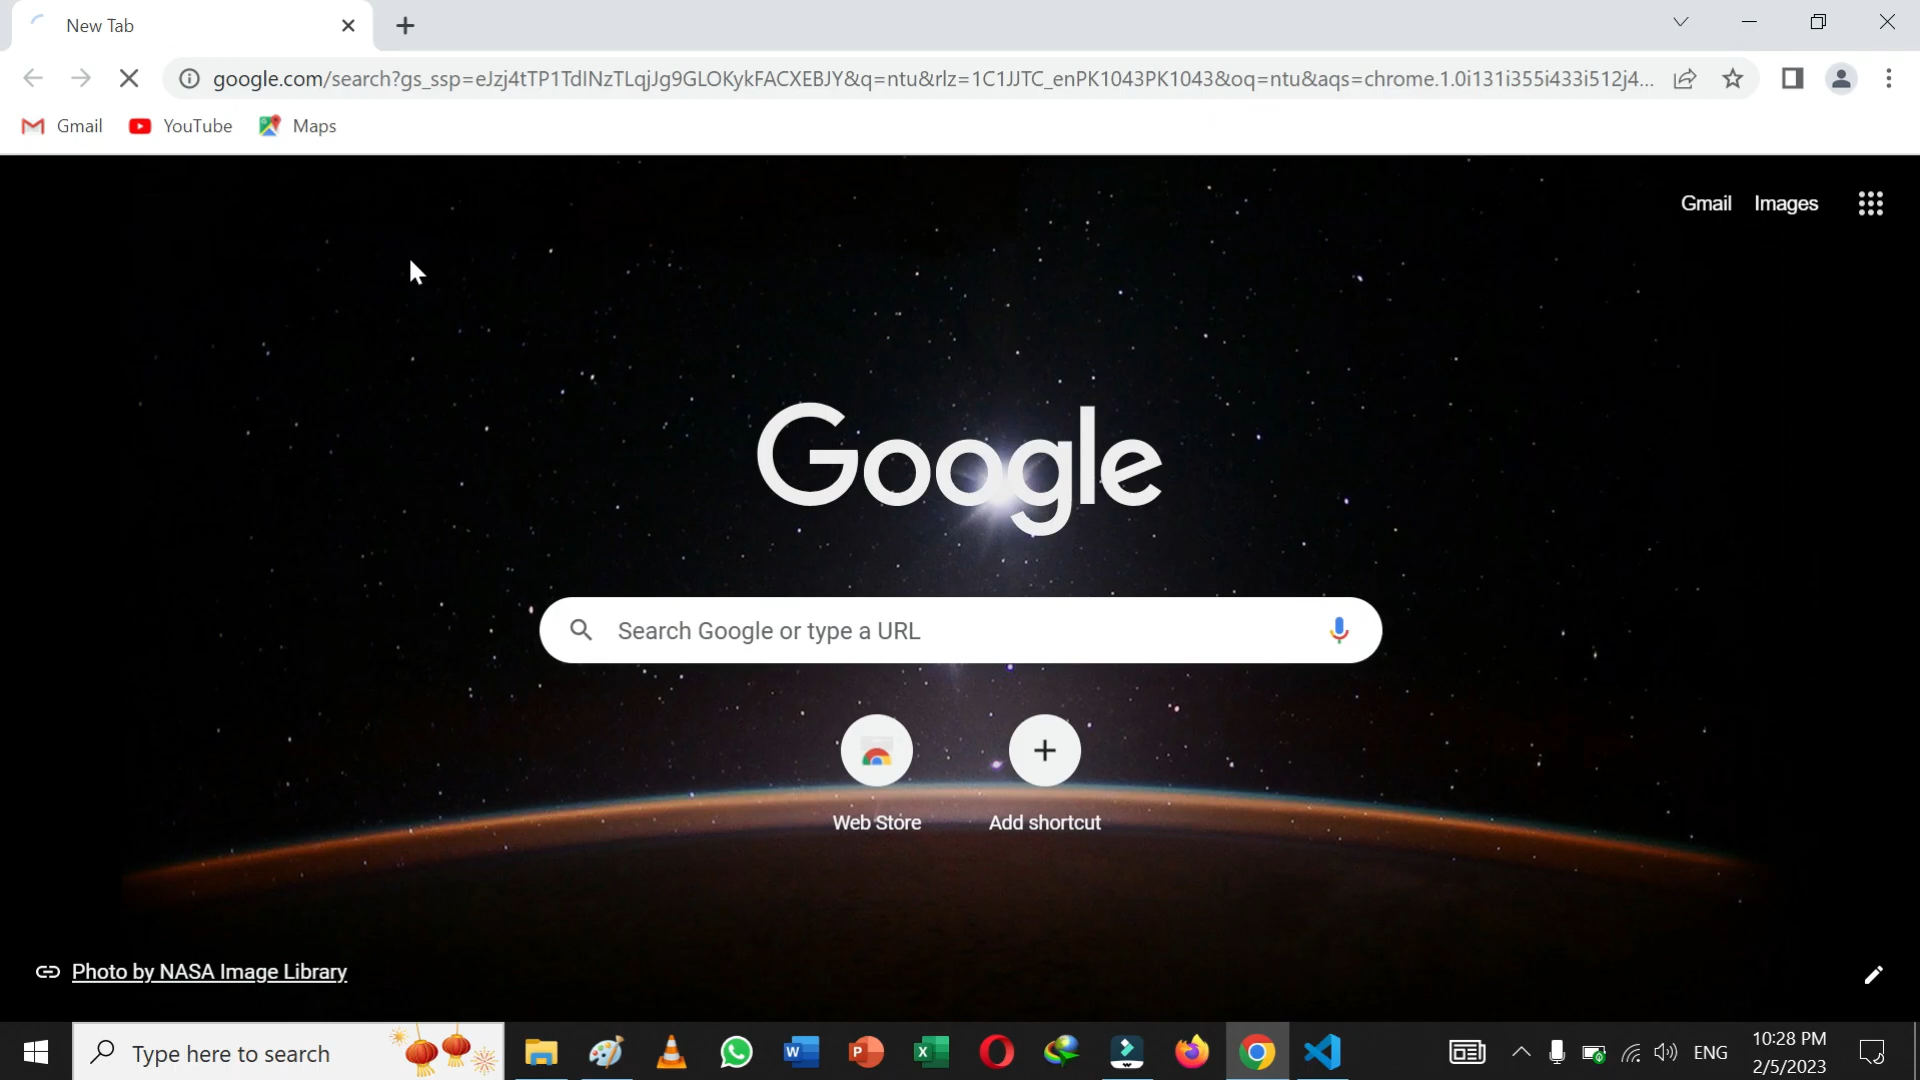 New Tab
google.com/search?gs_ssp=eJzj4tTP1TdINzTLqjJg9GLOKykFACXEBJY&q=ntu&rlz=1C1JJTC_enPK1043PK1043&oq=ntu&aqs=chrome.1.0i131i355i433i512j4...
Gmail YouTube Maps
Gmail Images
Google
Search Google or type a URL
Web Store Add shortcut
Photo by NASA Image Library
Type here to search
ENG
10:28 PM
2/5/2023